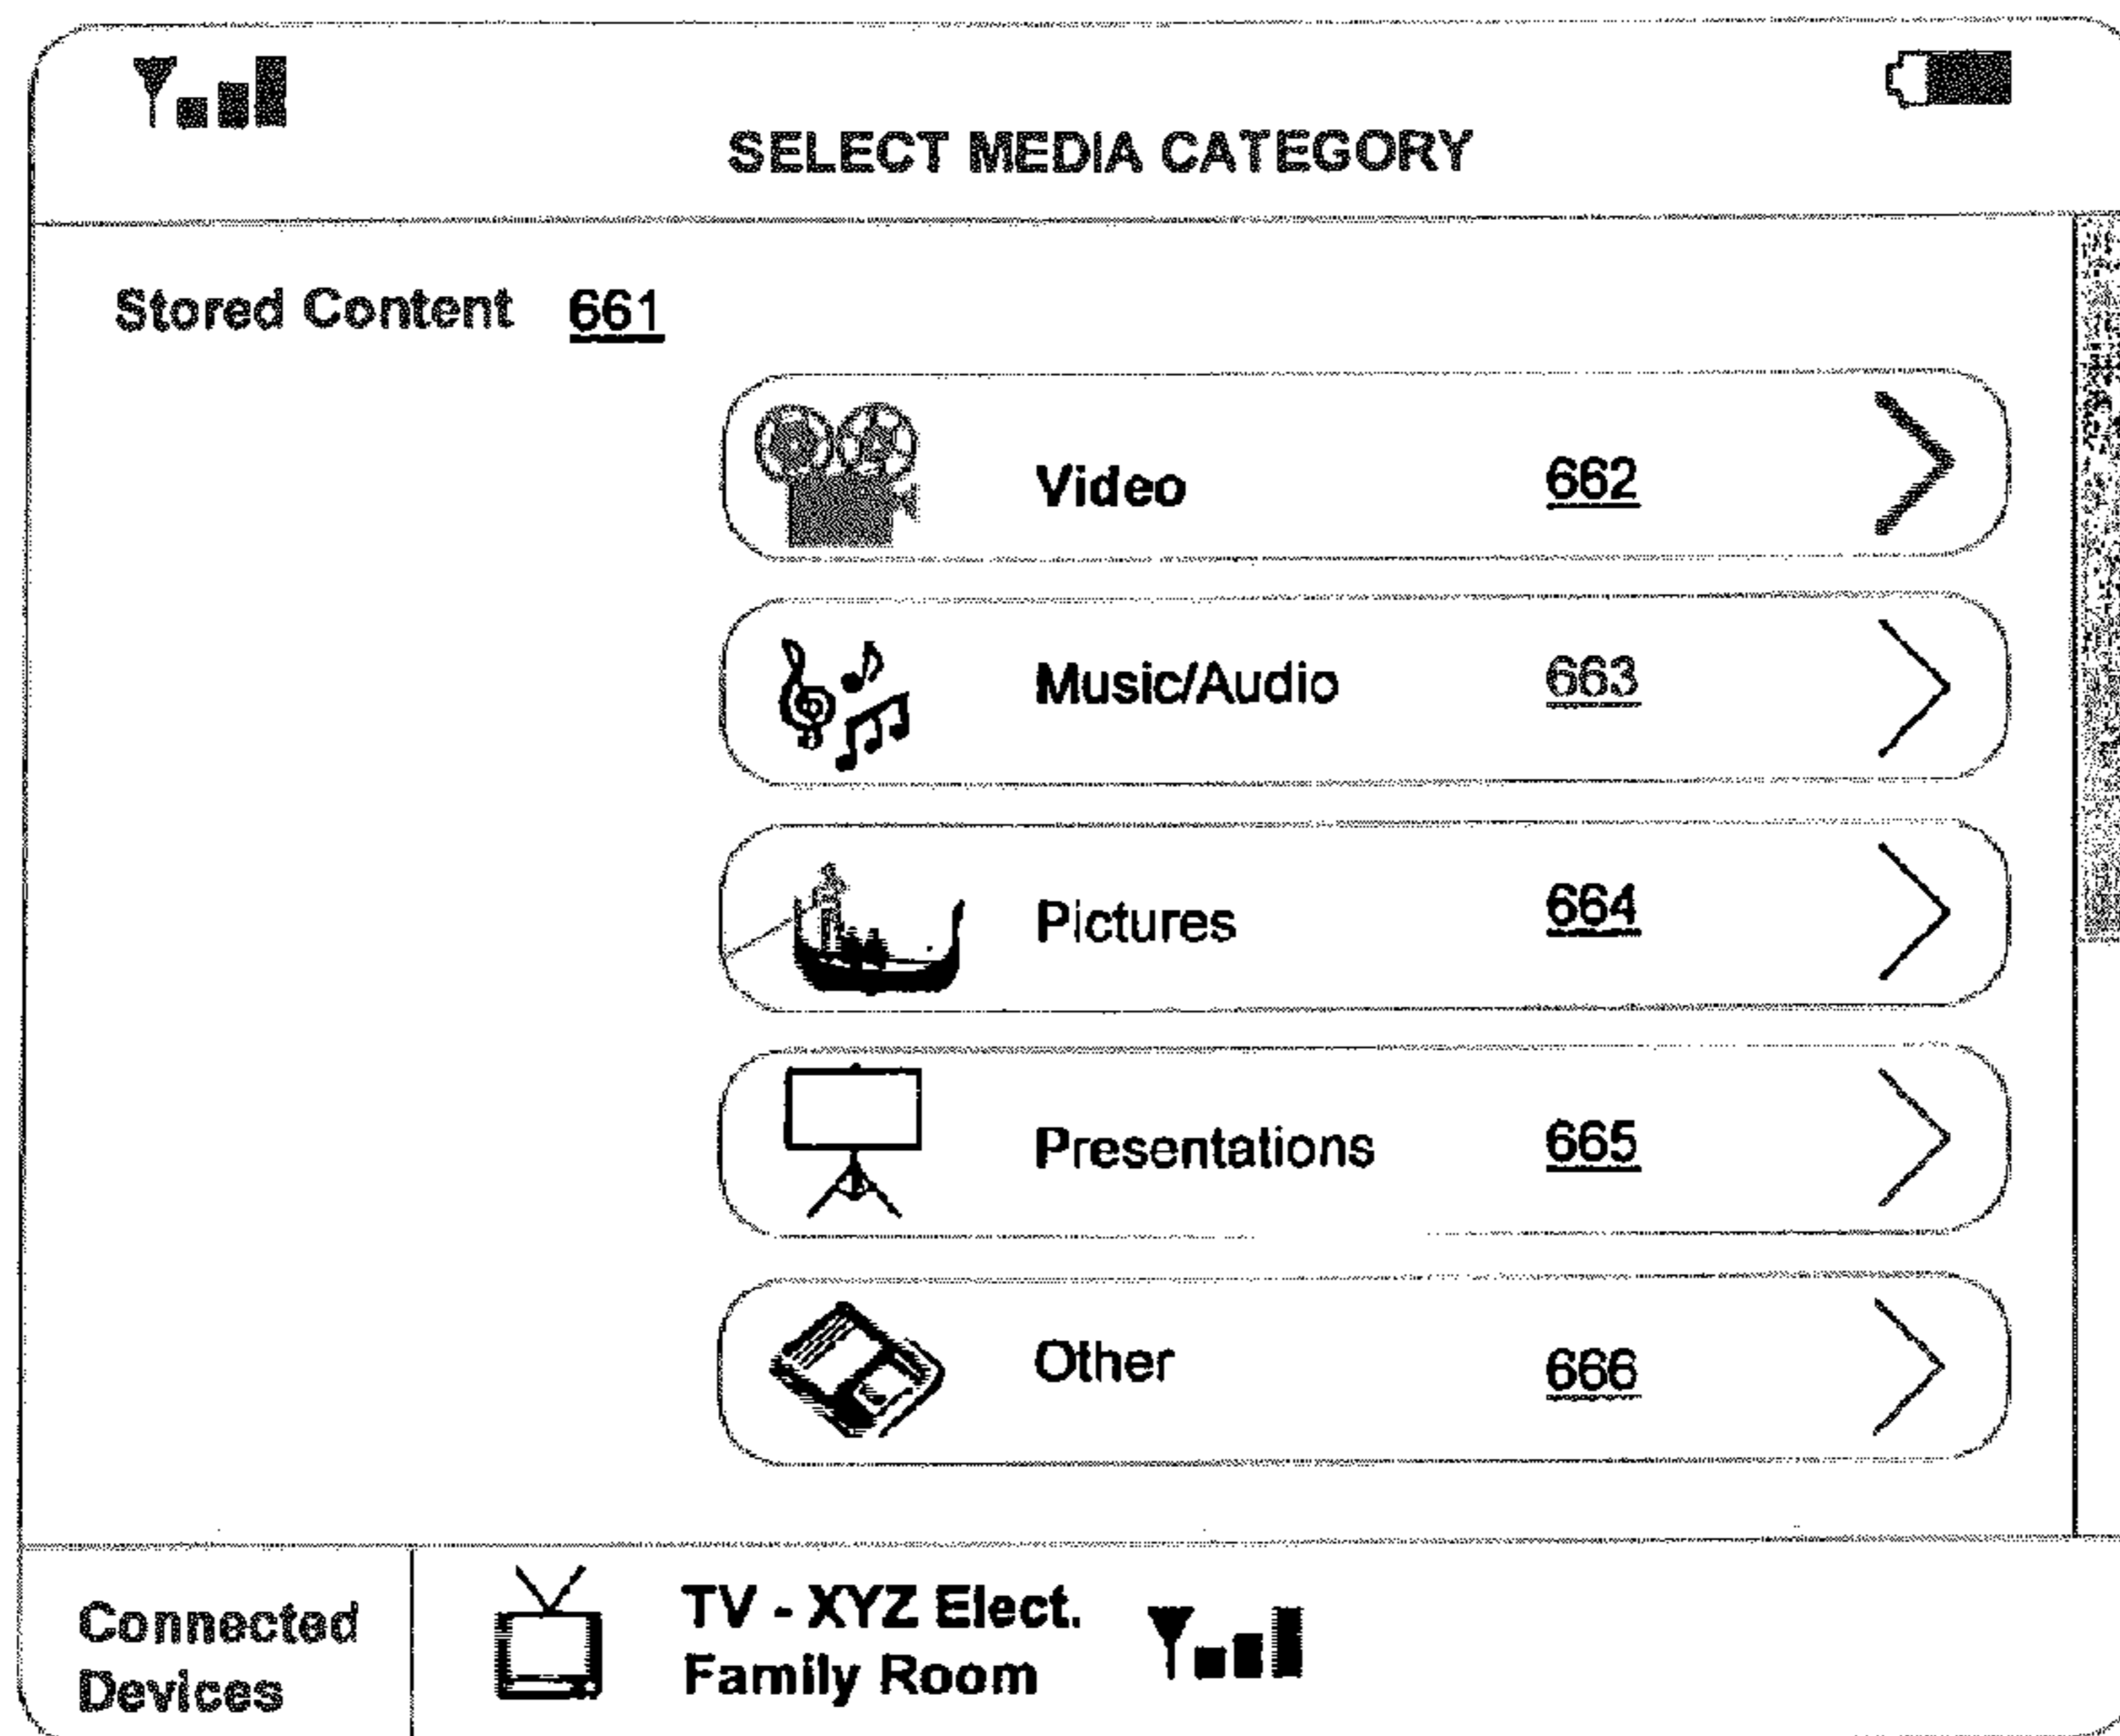 SELECT MEDIA CATEGORY
Stored Content 661
Video 662
Music/Audio 663
Pictures 664
Presentations 665
Other 666
Connected
Devices
TV - XYZ Elect.
Family Room